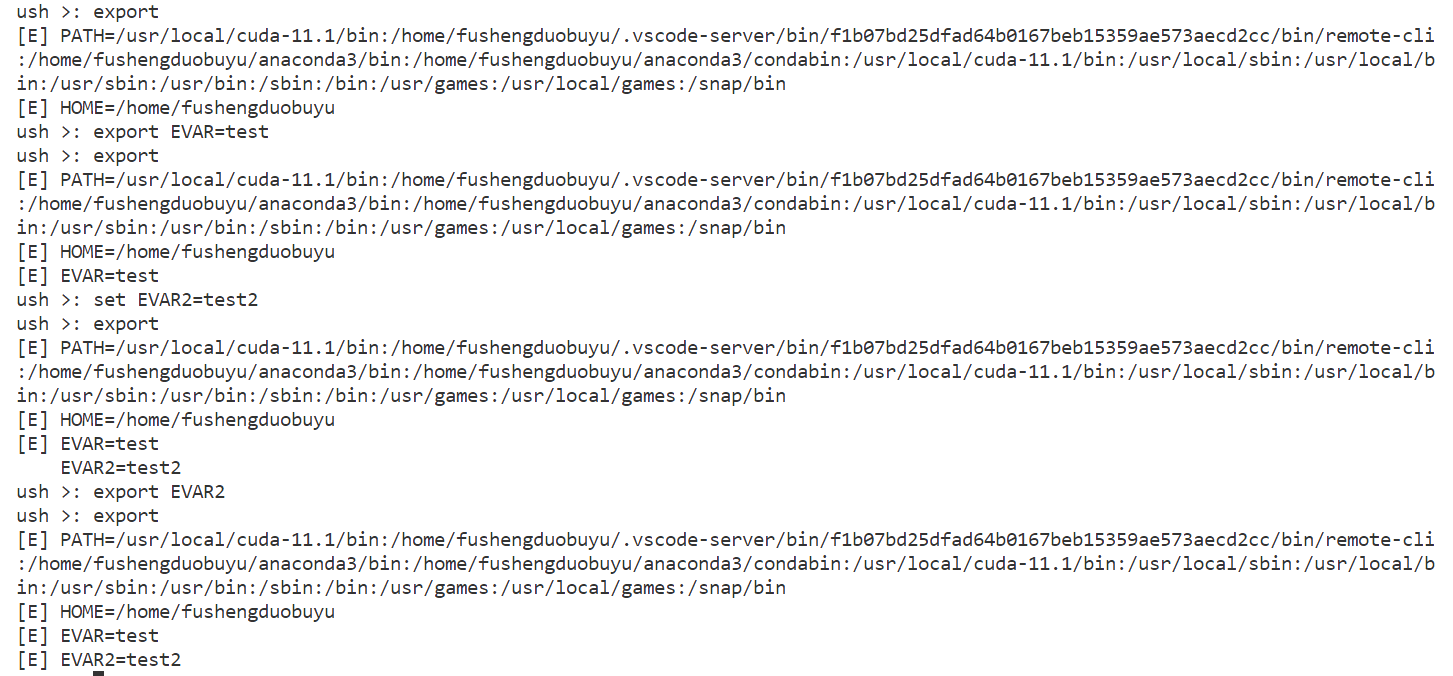 ush >: export
[E] PATH=/usr/local/cuda-11.1/bin:/home/fushengduobuyu/.vscode-server/bin/f1b07bd25dfad64b0167beb15359ae573aecd2cc/bin/remote-cli
:/home/fushengduobuyu/anaconda3/bin:/home/fushengduobuyu/anaconda3/condabin:/usr/local/cuda-11.1/bin:/usr/local/sbin:/usr/local/b
in:/usr/sbin:/usr/bin:/sbin:/bin:/usr/games:/usr/local/games:/snap/bin
[E] HOME=/home/fushengduobuyu
ush >: export EVAR=test
ush >: export
[E] PATH=/usr/local/cuda-11.1/bin:/home/fushengduobuyu/.vscode-server/bin/f1b07bd25dfad64b0167beb15359ae573aecd2cc/bin/remote-cli
:/home/fushengduobuyu/anaconda3/bin:/home/fushengduobuyu/anaconda3/condabin:/usr/local/cuda-11.1/bin:/usr/local/sbin:/usr/local/b
in:/usr/sbin:/usr/bin:/sbin:/bin:/usr/games:/usr/local/games:/snap/bin
[E] HOME=/home/fushengduobuyu
[E] EVAR=test
ush >: set EVAR2=test2
ush >: export
[E] PATH=/usr/local/cuda-11.1/bin:/home/fushengduobuyu/.vscode-server/bin/f1b07bd25dfad64b0167beb15359ae573aecd2cc/bin/remote-cli
:/home/fushengduobuyu/anaconda3/bin:/home/fushengduobuyu/anaconda3/condabin:/usr/local/cuda-11.1/bin:/usr/local/sbin:/usr/local/b
in:/usr/sbin:/usr/bin:/sbin:/bin:/usr/games:/usr/local/games:/snap/bin
[E] HOME=/home/fushengduobuyu
[E] EVAR=test
    EVAR2=test2
ush >: export EVAR2
ush >: export
[E] PATH=/usr/local/cuda-11.1/bin:/home/fushengduobuyu/.vscode-server/bin/f1b07bd25dfad64b0167beb15359ae573aecd2cc/bin/remote-cli
:/home/fushengduobuyu/anaconda3/bin:/home/fushengduobuyu/anaconda3/condabin:/usr/local/cuda-11.1/bin:/usr/local/sbin:/usr/local/b
in:/usr/sbin:/usr/bin:/sbin:/bin:/usr/games:/usr/local/games:/snap/bin
[E] HOME=/home/fushengduobuyu
[E] EVAR=test
[E] EVAR2=test2